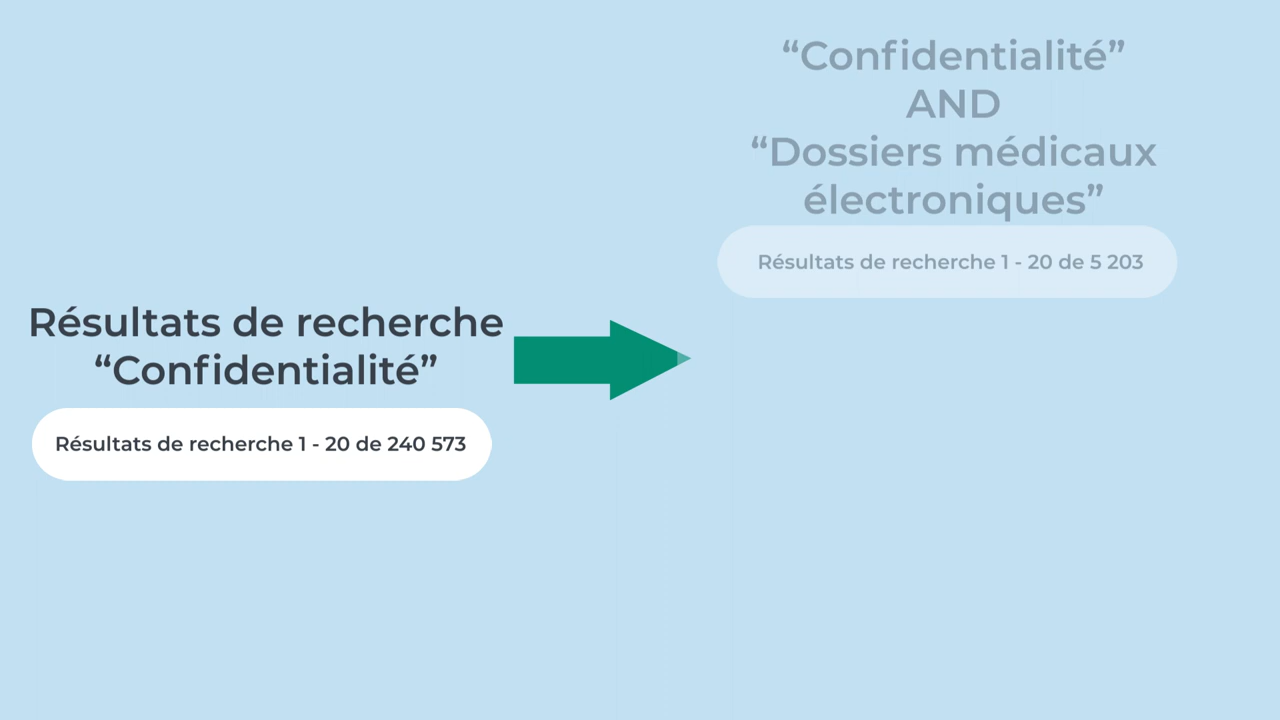 Résultats de recherche
“Confidentialité”
Résultats de recherche 1 - 20 de 240 573
“Confidentialité”
AND
“Dossiers médicaux
électroniques”
Résultats de recherche 1 - 20 de 5 203